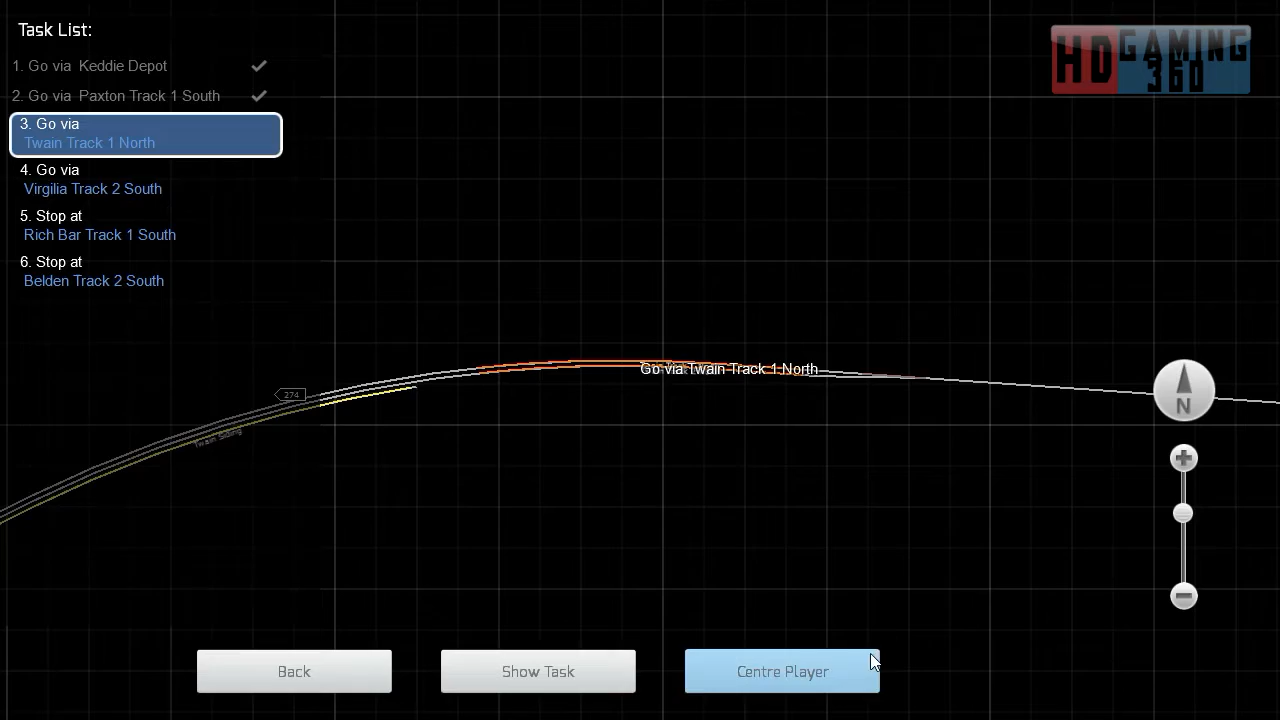 Task List:
1. Go via Keddie Depot
2. Go via Paxton Track 1 South
3. Go via
Twain Track 1 North
4. Go via
Virgilia Track 2 South
5. Stop at
Rich Bar Track 1 South
6. Stop at
Belden Track 2 South
HD GAMING 360
Go via Twain Track 1 North
274
Twain Siding
N
Back
Show Task
Centre Player